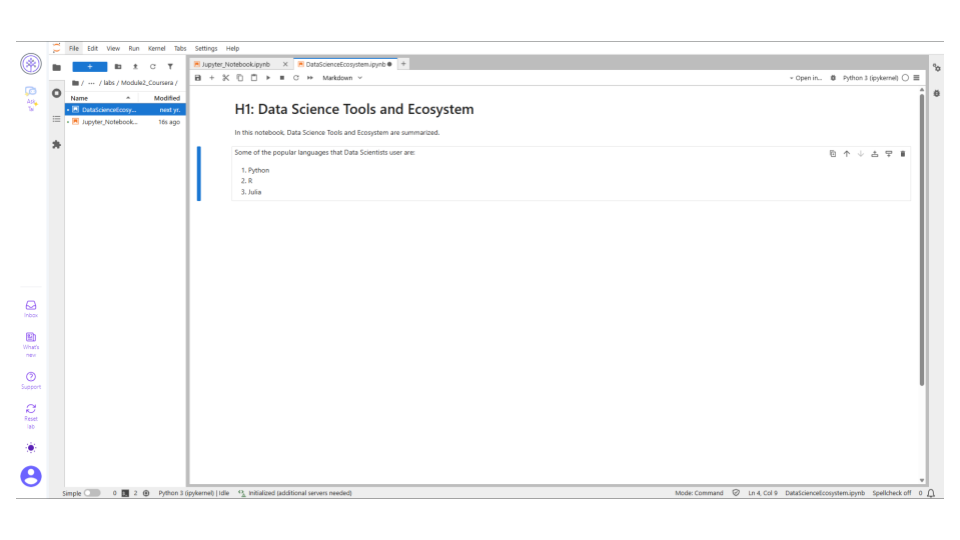 File Edit View Run Kernel Tabs Settings Help
Jupyter_Notebook.ipynb × DataScienceEcosystem.ipynb +
Markdown Open in... Python 3 (ipykernel)
/ ··· / labs / Module2_Coursera /
Name Modified
DataScienceEcosy... next yr.
Jupyter_Notebook... 16s ago
H1: Data Science Tools and Ecosystem
In this notebook, Data Science Tools and Ecosystem are summarized.
Some of the popular languages that Data Scientists user are:
1. Python
2. R
3. Julia
Inbox
What's
new
Support
Reset
lab
Simple 0 2 Python 3 (ipykernel) | Idle Initialized (additional servers needed) Mode: Command Ln 4, Col 9 DataScienceEcosystem.ipynb Spellcheck off 0